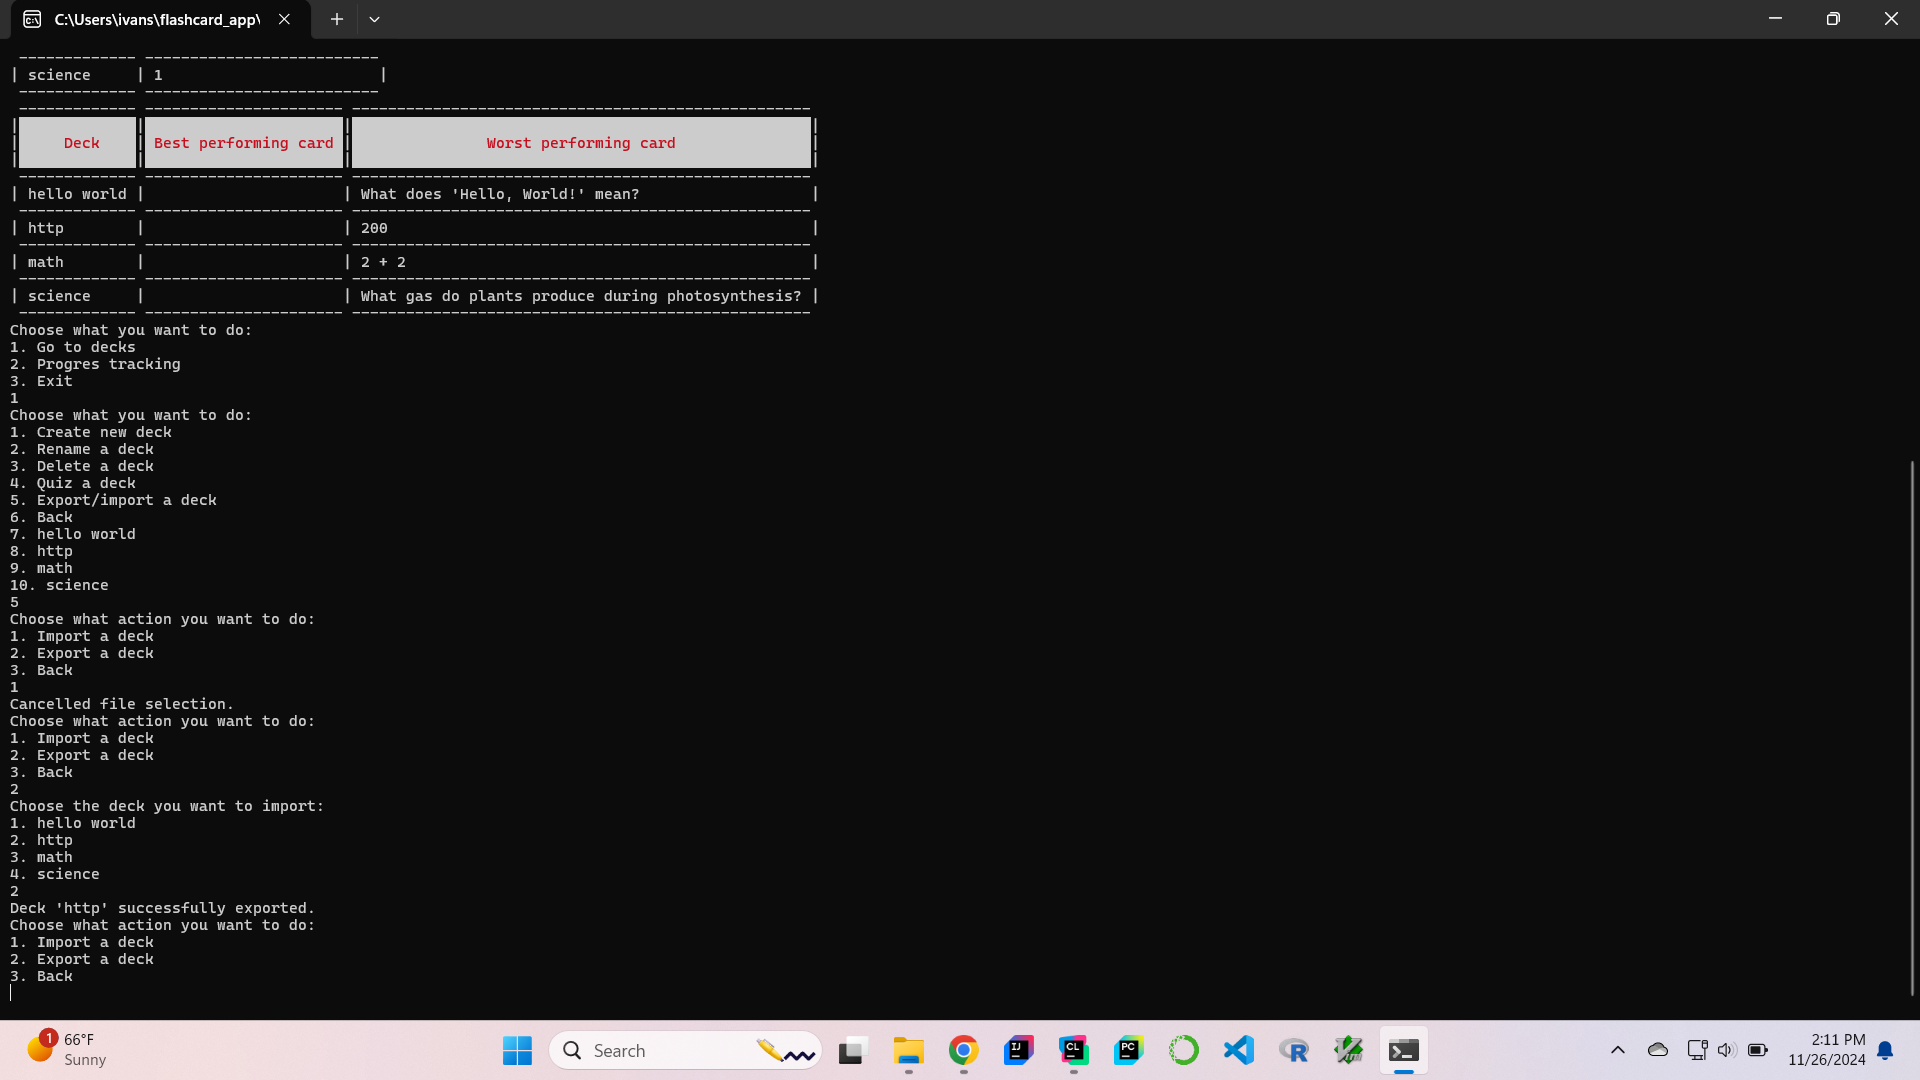 C:\Users\ivans\flashcard_app\
| science | 1 |
| Deck | Best performing card | Worst performing card |
| hello world | | What does 'Hello, World!' mean? |
| http | | 200 |
| math | | 2 + 2 |
| science | | What gas do plants produce during photosynthesis? |
Choose what you want to do:
1. Go to decks
2. Progres tracking
3. Exit
1
Choose what you want to do:
1. Create new deck
2. Rename a deck
3. Delete a deck
4. Quiz a deck
5. Export/import a deck
6. Back
7. hello world
8. http
9. math
10. science
5
Choose what action you want to do:
1. Import a deck
2. Export a deck
3. Back
1
Cancelled file selection.
Choose what action you want to do:
1. Import a deck
2. Export a deck
3. Back
2
Choose the deck you want to import:
1. hello world
2. http
3. math
4. science
2
Deck 'http' successfully exported.
Choose what action you want to do:
1. Import a deck
2. Export a deck
3. Back
1
66°F
Sunny
Search
IJ
CL
PC
R
Vim
2:11 PM
11/26/2024